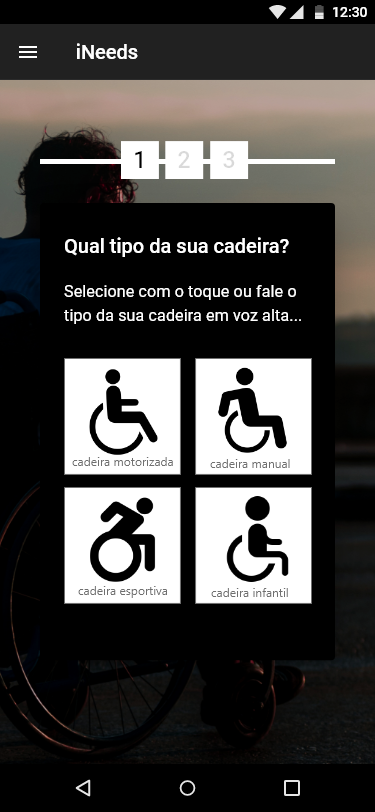 12:30
iNeeds
1 2 3
Qual tipo da sua cadeira?
Selecione com o toque ou fale o
tipo da sua cadeira em voz alta...
cadeira motorizada
cadeira manual
cadeira esportiva
cadeira infantil